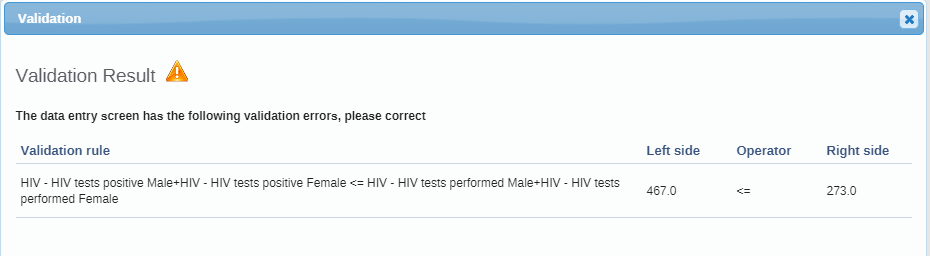 Validation
Validation Result
The data entry screen has the following validation errors, please correct
Validation rule Left side Operator Right side
HIV - HIV tests positive Male+HIV - HIV tests positive Female <= HIV - HIV tests performed Male+HIV - HIV tests 467.0 <= 273.0
performed Female